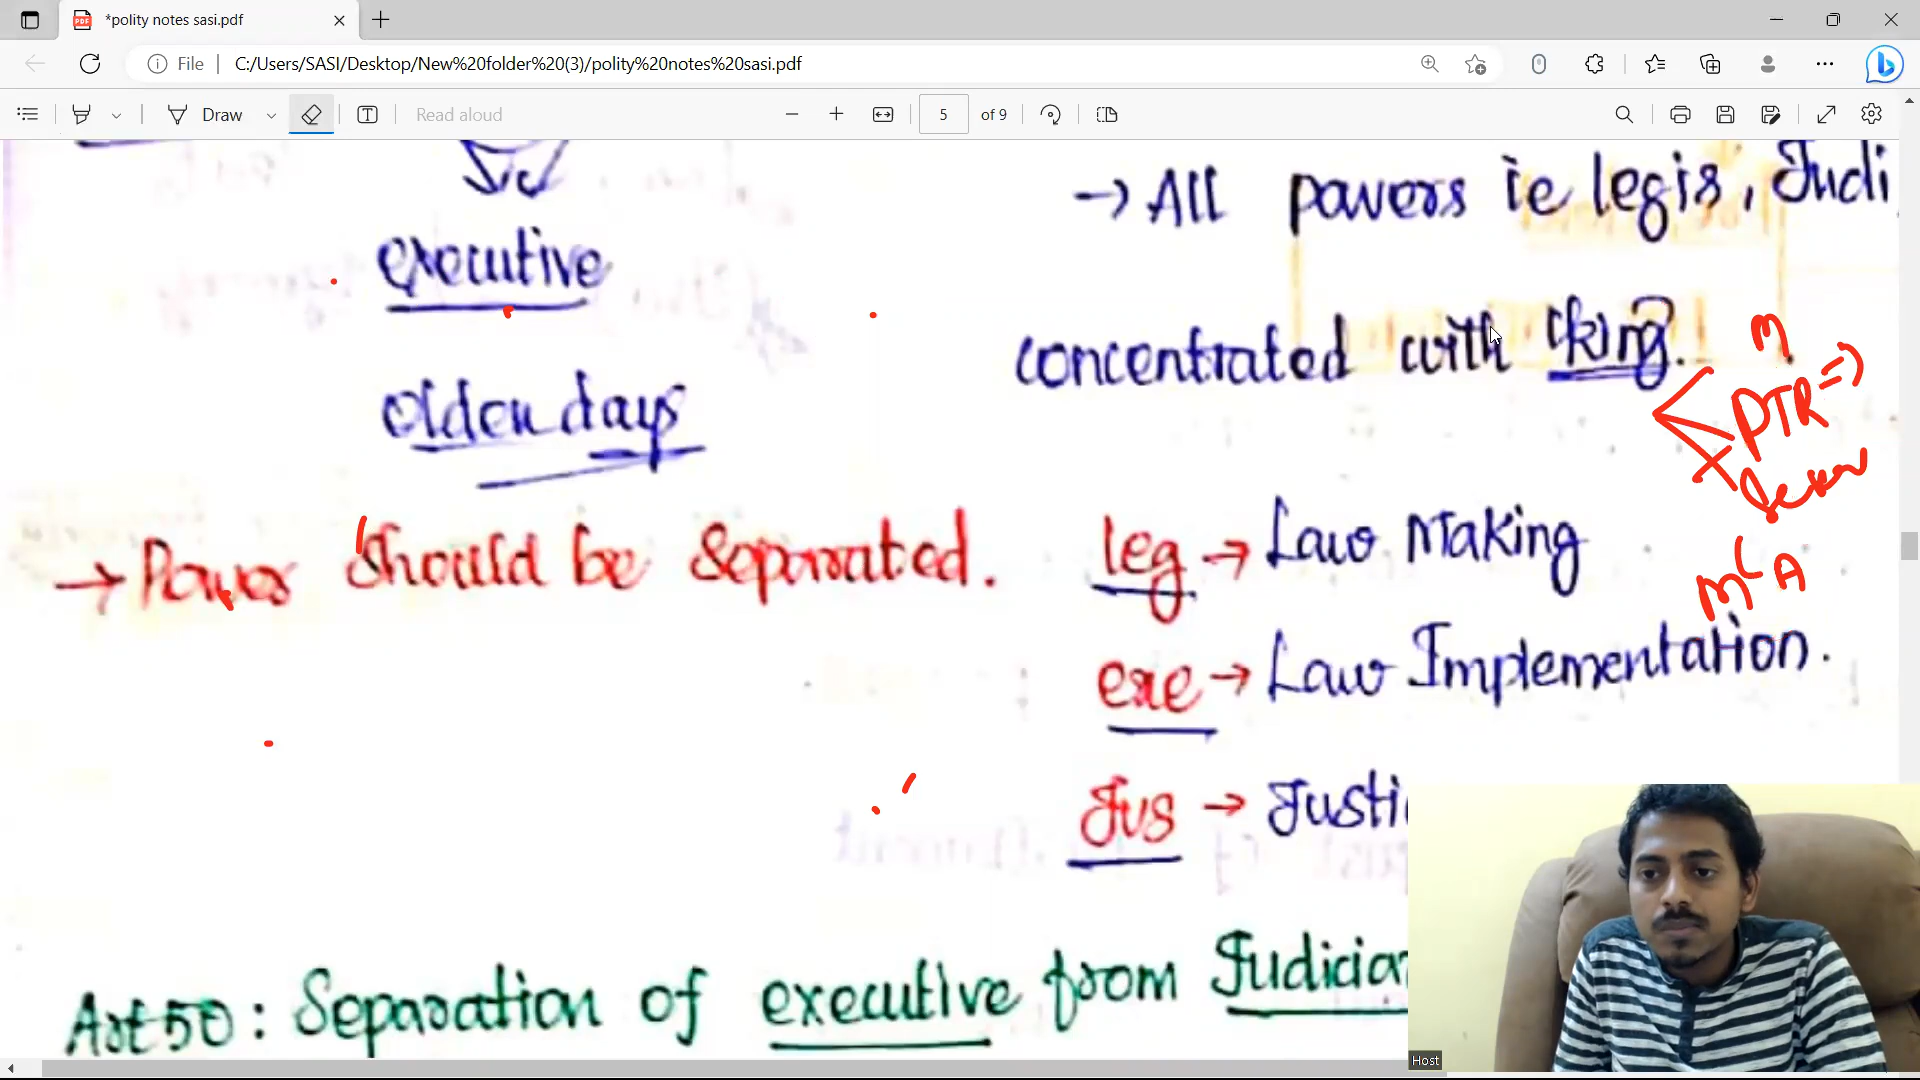 *polity notes sasi.pdf
File
C:/Users/SASI/Desktop/New%20folder%20(3)/polity%20notes%20sasi.pdf
Draw
Read aloud
5
of 9
→ All powers ie legis, Judi
executive
concentrated with king.
M
PTR =>
olden days
→ Power should be separated.
leg → Law Making
MLA
exe → Law Implementation.
Jus → Justi
Art 50 : Separation of executive from Judiciar
Host